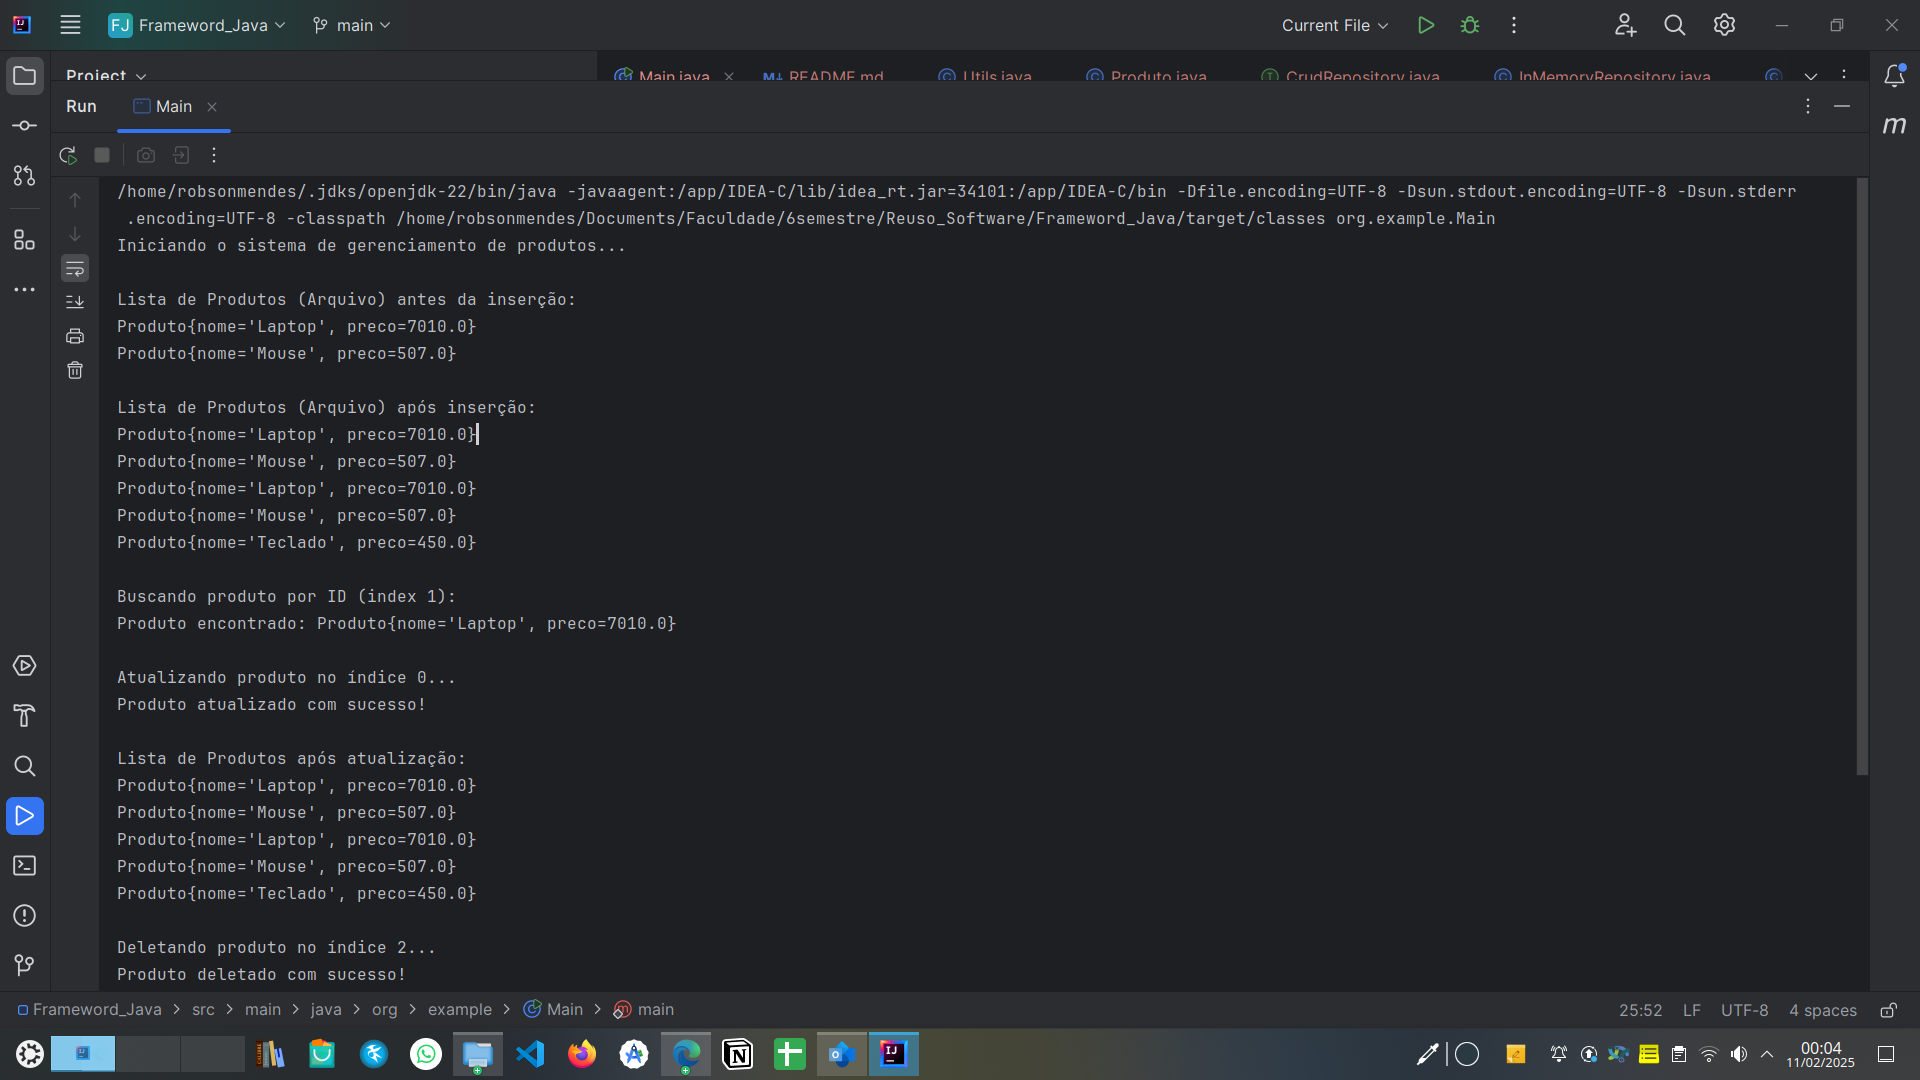 FJ Frameword_Java main Current File
Project Main.java README.md Utils.java Produto.java CrudRepository.java InMemoryRepository.java
Run Main
/home/robsonmendes/.jdks/openjdk-22/bin/java -javaagent:/app/IDEA-C/lib/idea_rt.jar=34101:/app/IDEA-C/bin -Dfile.encoding=UTF-8 -Dsun.stdout.encoding=UTF-8 -Dsun.stderr
.encoding=UTF-8 -classpath /home/robsonmendes/Documents/Faculdade/6semestre/Reuso_Software/Frameword_Java/target/classes org.example.Main
Iniciando o sistema de gerenciamento de produtos...
Lista de Produtos (Arquivo) antes da inserção:
Produto{nome='Laptop', preco=7010.0}
Produto{nome='Mouse', preco=507.0}
Lista de Produtos (Arquivo) após inserção:
Produto{nome='Laptop', preco=7010.0}
Produto{nome='Mouse', preco=507.0}
Produto{nome='Laptop', preco=7010.0}
Produto{nome='Mouse', preco=507.0}
Produto{nome='Teclado', preco=450.0}
Buscando produto por ID (index 1):
Produto encontrado: Produto{nome='Laptop', preco=7010.0}
Atualizando produto no índice 0...
Produto atualizado com sucesso!
Lista de Produtos após atualização:
Produto{nome='Laptop', preco=7010.0}
Produto{nome='Mouse', preco=507.0}
Produto{nome='Laptop', preco=7010.0}
Produto{nome='Mouse', preco=507.0}
Produto{nome='Teclado', preco=450.0}
Deletando produto no índice 2...
Produto deletado com sucesso!
Frameword_Java > src > main > java > org > example > Main > main 25:52 LF UTF-8 4 spaces
00:04
11/02/2025